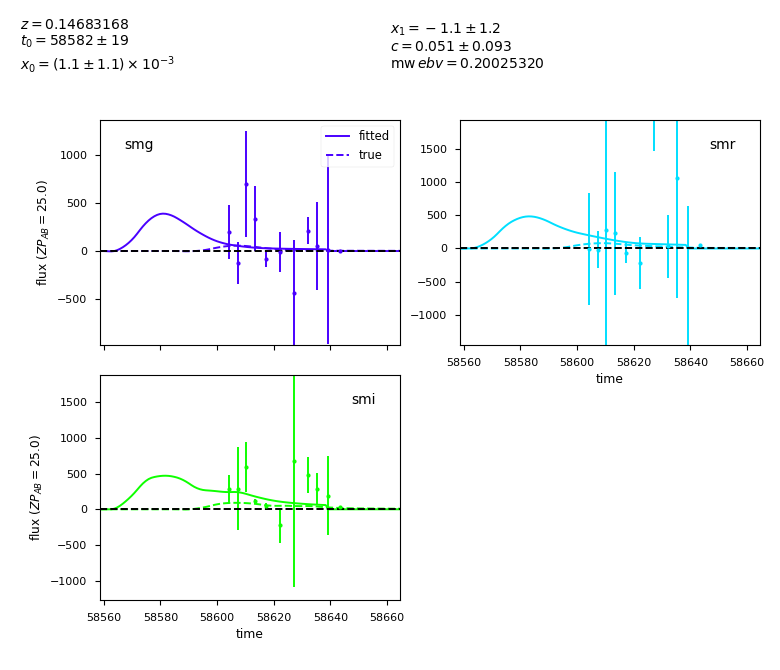 z = 0.14683168
t₀ = 58582 ± 19
x₀ = (1.1 ± 1.1) × 10⁻³
x₁ = −1.1 ± 1.2
c = 0.051 ± 0.093
mw ebv = 0.20025320
smg
fitted
true
1000
500
0
−500
flux (ZP_AB = 25.0)
smr
1500
1000
500
0
−500
−1000
58560 58580 58600 58620 58640 58660
time
smi
1500
1000
500
0
−500
−1000
flux (ZP_AB = 25.0)
58560 58580 58600 58620 58640 58660
time